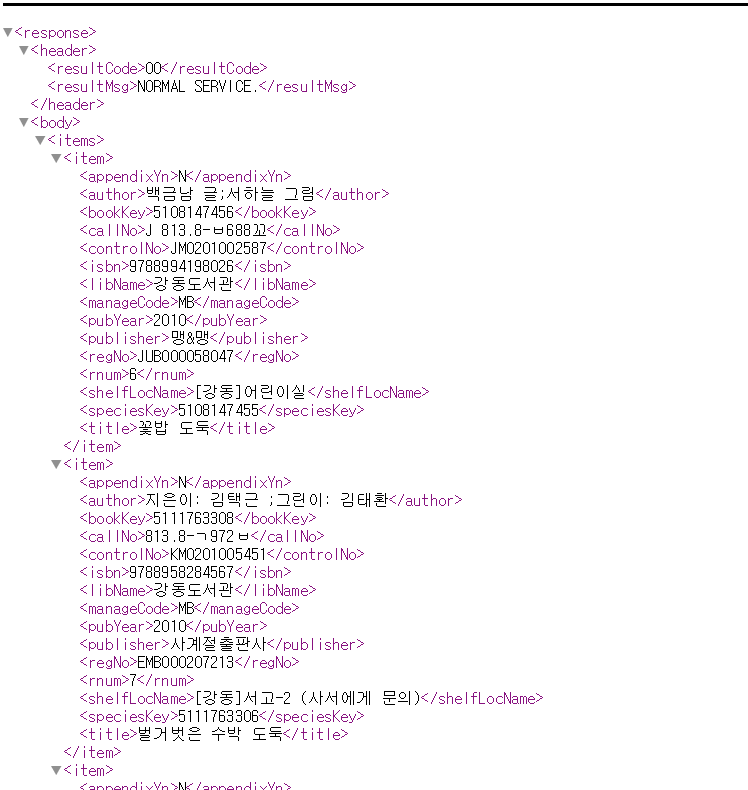 ▼<response>
▼<header>
<resultCode>00</resultCode>
<resultMsg>NORMAL SERVICE.</resultMsg>
</header>
▼<body>
▼<items>
▼<item>
<appendixYn>N</appendixYn>
<author>백금남 글;서하늘 그림</author>
<bookKey>5108147456</bookKey>
<callNo>J 813.8-ㅂ688꼬</callNo>
<controlNo>JM0201002587</controlNo>
<isbn>9788994198026</isbn>
<libName>강동도서관</libName>
<manageCode>MB</manageCode>
<pubYear>2010</pubYear>
<publisher>맹&맹</publisher>
<regNo>JUB000058047</regNo>
<rnum>6</rnum>
<shelfLocName>[강동]어린이실</shelfLocName>
<speciesKey>5108147455</speciesKey>
<title>꽃밥 도둑</title>
</item>
▼<item>
<appendixYn>N</appendixYn>
<author>지은이: 김택근 ;그린이: 김태환</author>
<bookKey>5111763308</bookKey>
<callNo>813.8-ㄱ972ㅂ</callNo>
<controlNo>KM0201005451</controlNo>
<isbn>9788958284567</isbn>
<libName>강동도서관</libName>
<manageCode>MB</manageCode>
<pubYear>2010</pubYear>
<publisher>사계절출판사</publisher>
<regNo>EMB000207213</regNo>
<rnum>7</rnum>
<shelfLocName>[강동]서고-2 (사서에게 문의)</shelfLocName>
<speciesKey>5111763306</speciesKey>
<title>벌거벗은 수박 도둑</title>
</item>
▼<item>
<appendixYn>N</appendixYn>